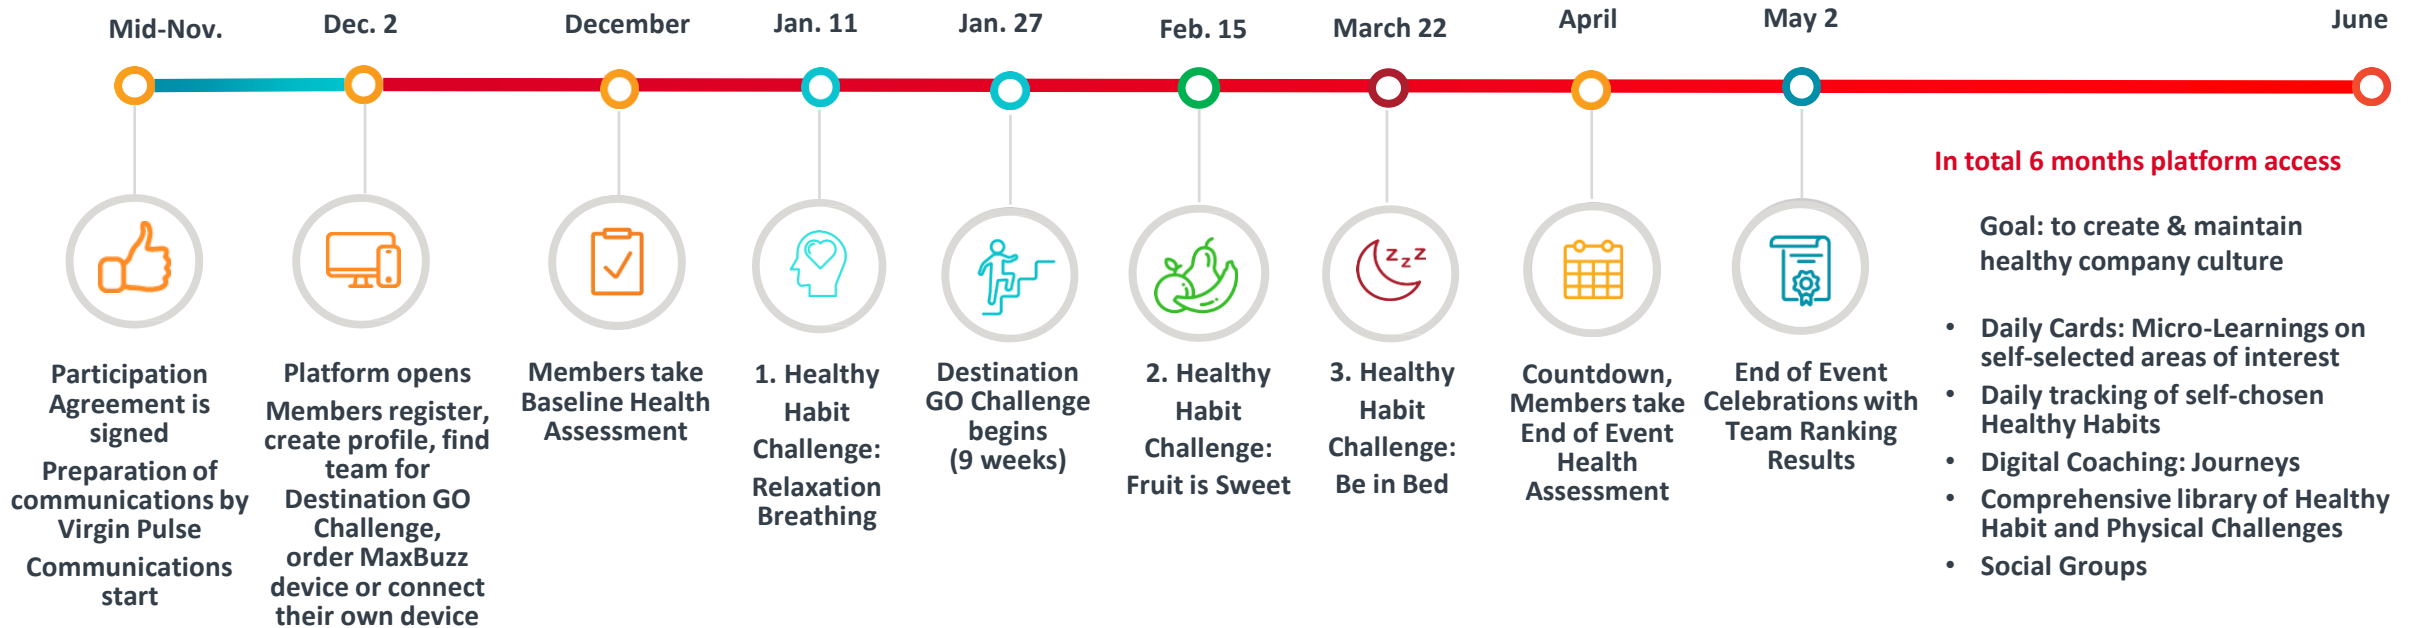 Mid-Nov.
Dec. 2
December
Jan. 11
Jan. 27
Feb. 15
March 22
April
May 2
June
Participation
Agreement is
signed
Preparation of
communications by
Virgin Pulse
Communications
start
Platform opens
Members register,
create profile, find
team for
Destination GO
Challenge,
order MaxBuzz
device or connect
their own device
Members take
Baseline Health
Assessment
1. Healthy
Habit
Challenge:
Relaxation
Breathing
Destination
GO Challenge
begins
(9 weeks)
2. Healthy
Habit
Challenge:
Fruit is Sweet
z z z
3. Healthy
Habit
Challenge:
Be in Bed
Countdown,
Members take
End of Event
Health
Assessment
End of Event
Celebrations with
Team Ranking
Results
In total 6 months platform access
Goal: to create & maintain
healthy company culture
• Daily Cards: Micro-Learnings on
self-selected areas of interest
• Daily tracking of self-chosen
Healthy Habits
• Digital Coaching: Journeys
• Comprehensive library of Healthy
Habit and Physical Challenges
• Social Groups